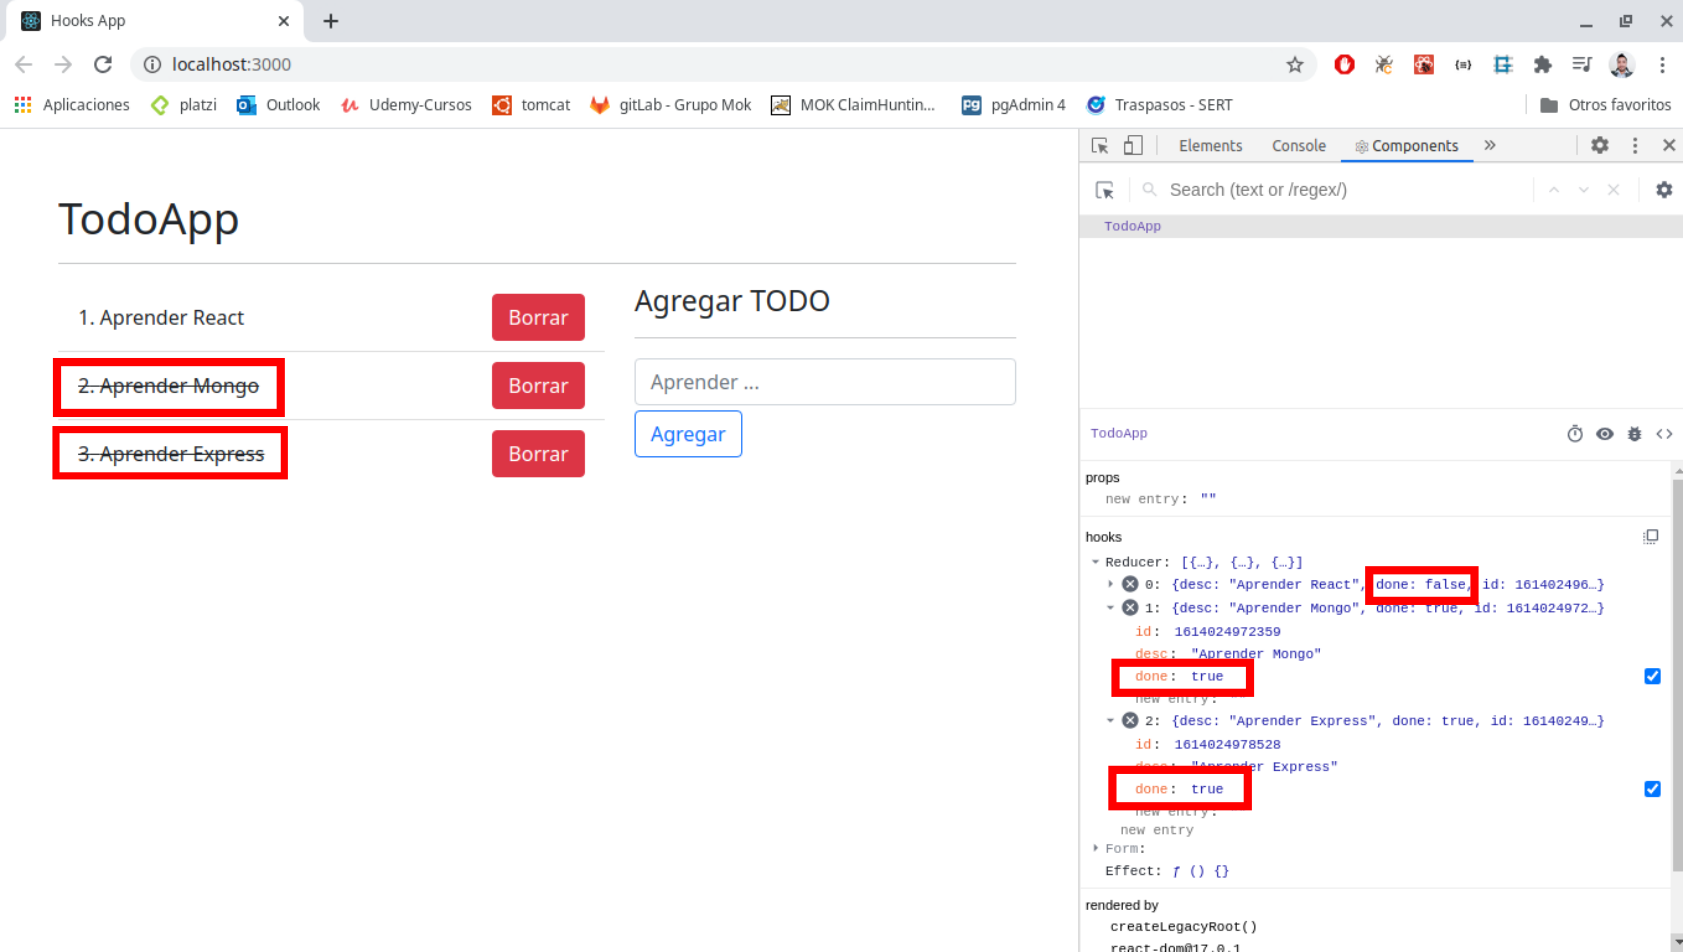 Hooks App
localhost:3000
Aplicaciones platzi Outlook Udemy-Cursos tomcat gitLab - Grupo Mok MOK ClaimHuntin... pgAdmin 4 Traspasos - SERT Otros favoritos
TodoApp
1. Aprender React Borrar
2. Aprender Mongo Borrar
3. Aprender Express Borrar
Agregar TODO
Aprender ...
Agregar
Elements Console Components »
Search (text or /regex/)
TodoApp
TodoApp
props
new entry: ""
hooks
Reducer: [{…}, {…}, {…}]
0: {desc: "Aprender React", done: false, id: 161402496…}
1: {desc: "Aprender Mongo", done: true, id: 1614024972…}
id: 1614024972359
desc: "Aprender Mongo"
done: true
new entry:
2: {desc: "Aprender Express", done: true, id: 16140249…}
id: 1614024978528
desc: "Aprender Express"
done: true
new entry:
new entry
Form:
Effect: ƒ () {}
rendered by
createLegacyRoot()
react-dom@17.0.1